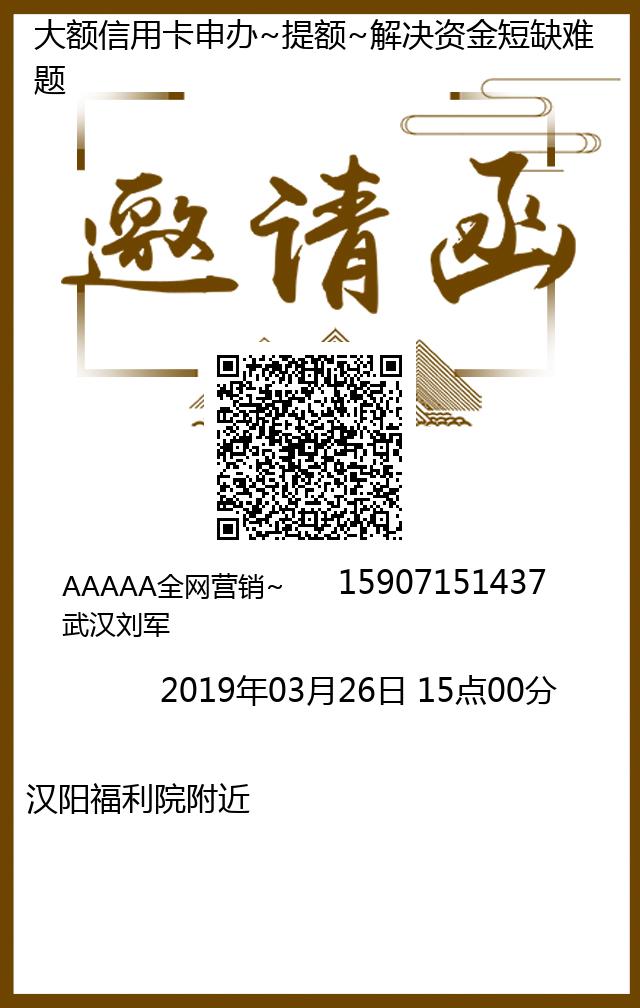 大额信用卡申办~提额~解决资金短缺难
题
邀请函
AAAAA全网营销~
武汉刘军
15907151437
2019年03月26日 15点00分
汉阳福利院附近